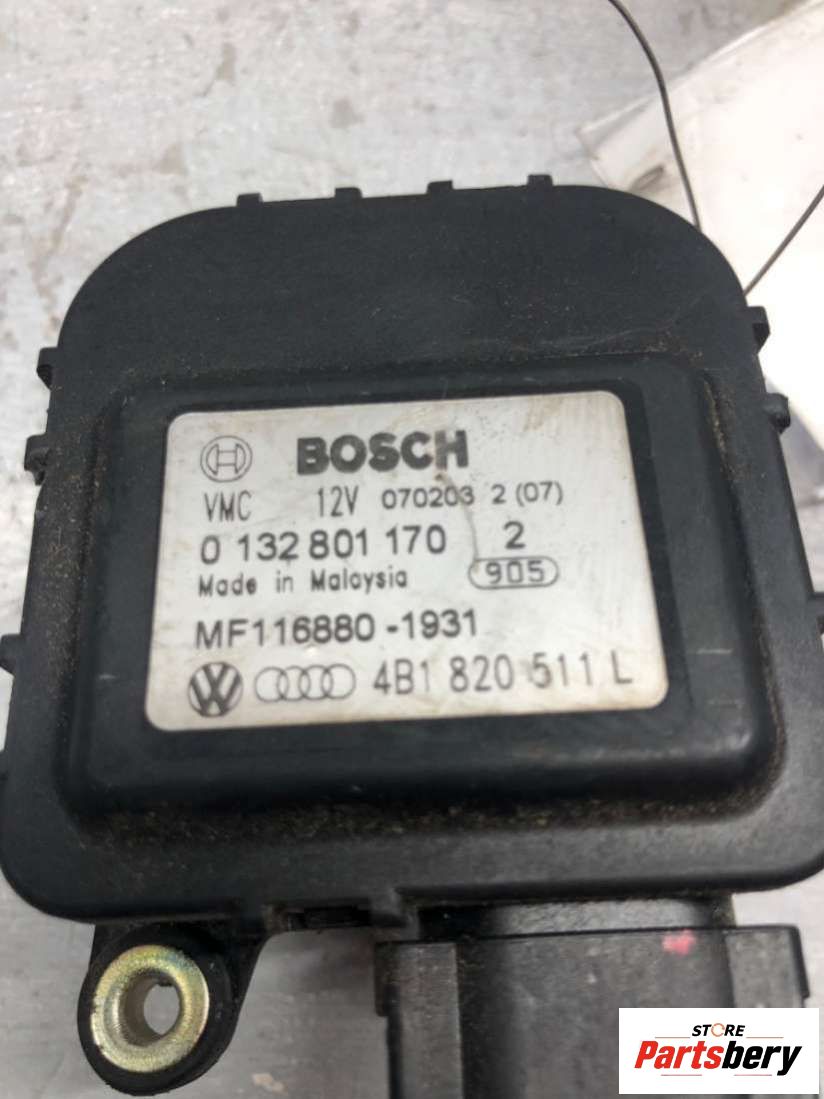 BOSCH
VMC 12V 070203 2 (07)
0 132 801 170 2
Made in Malaysia 905
MF116880-1931
4B1 820 511 L
STORE
Partsbery